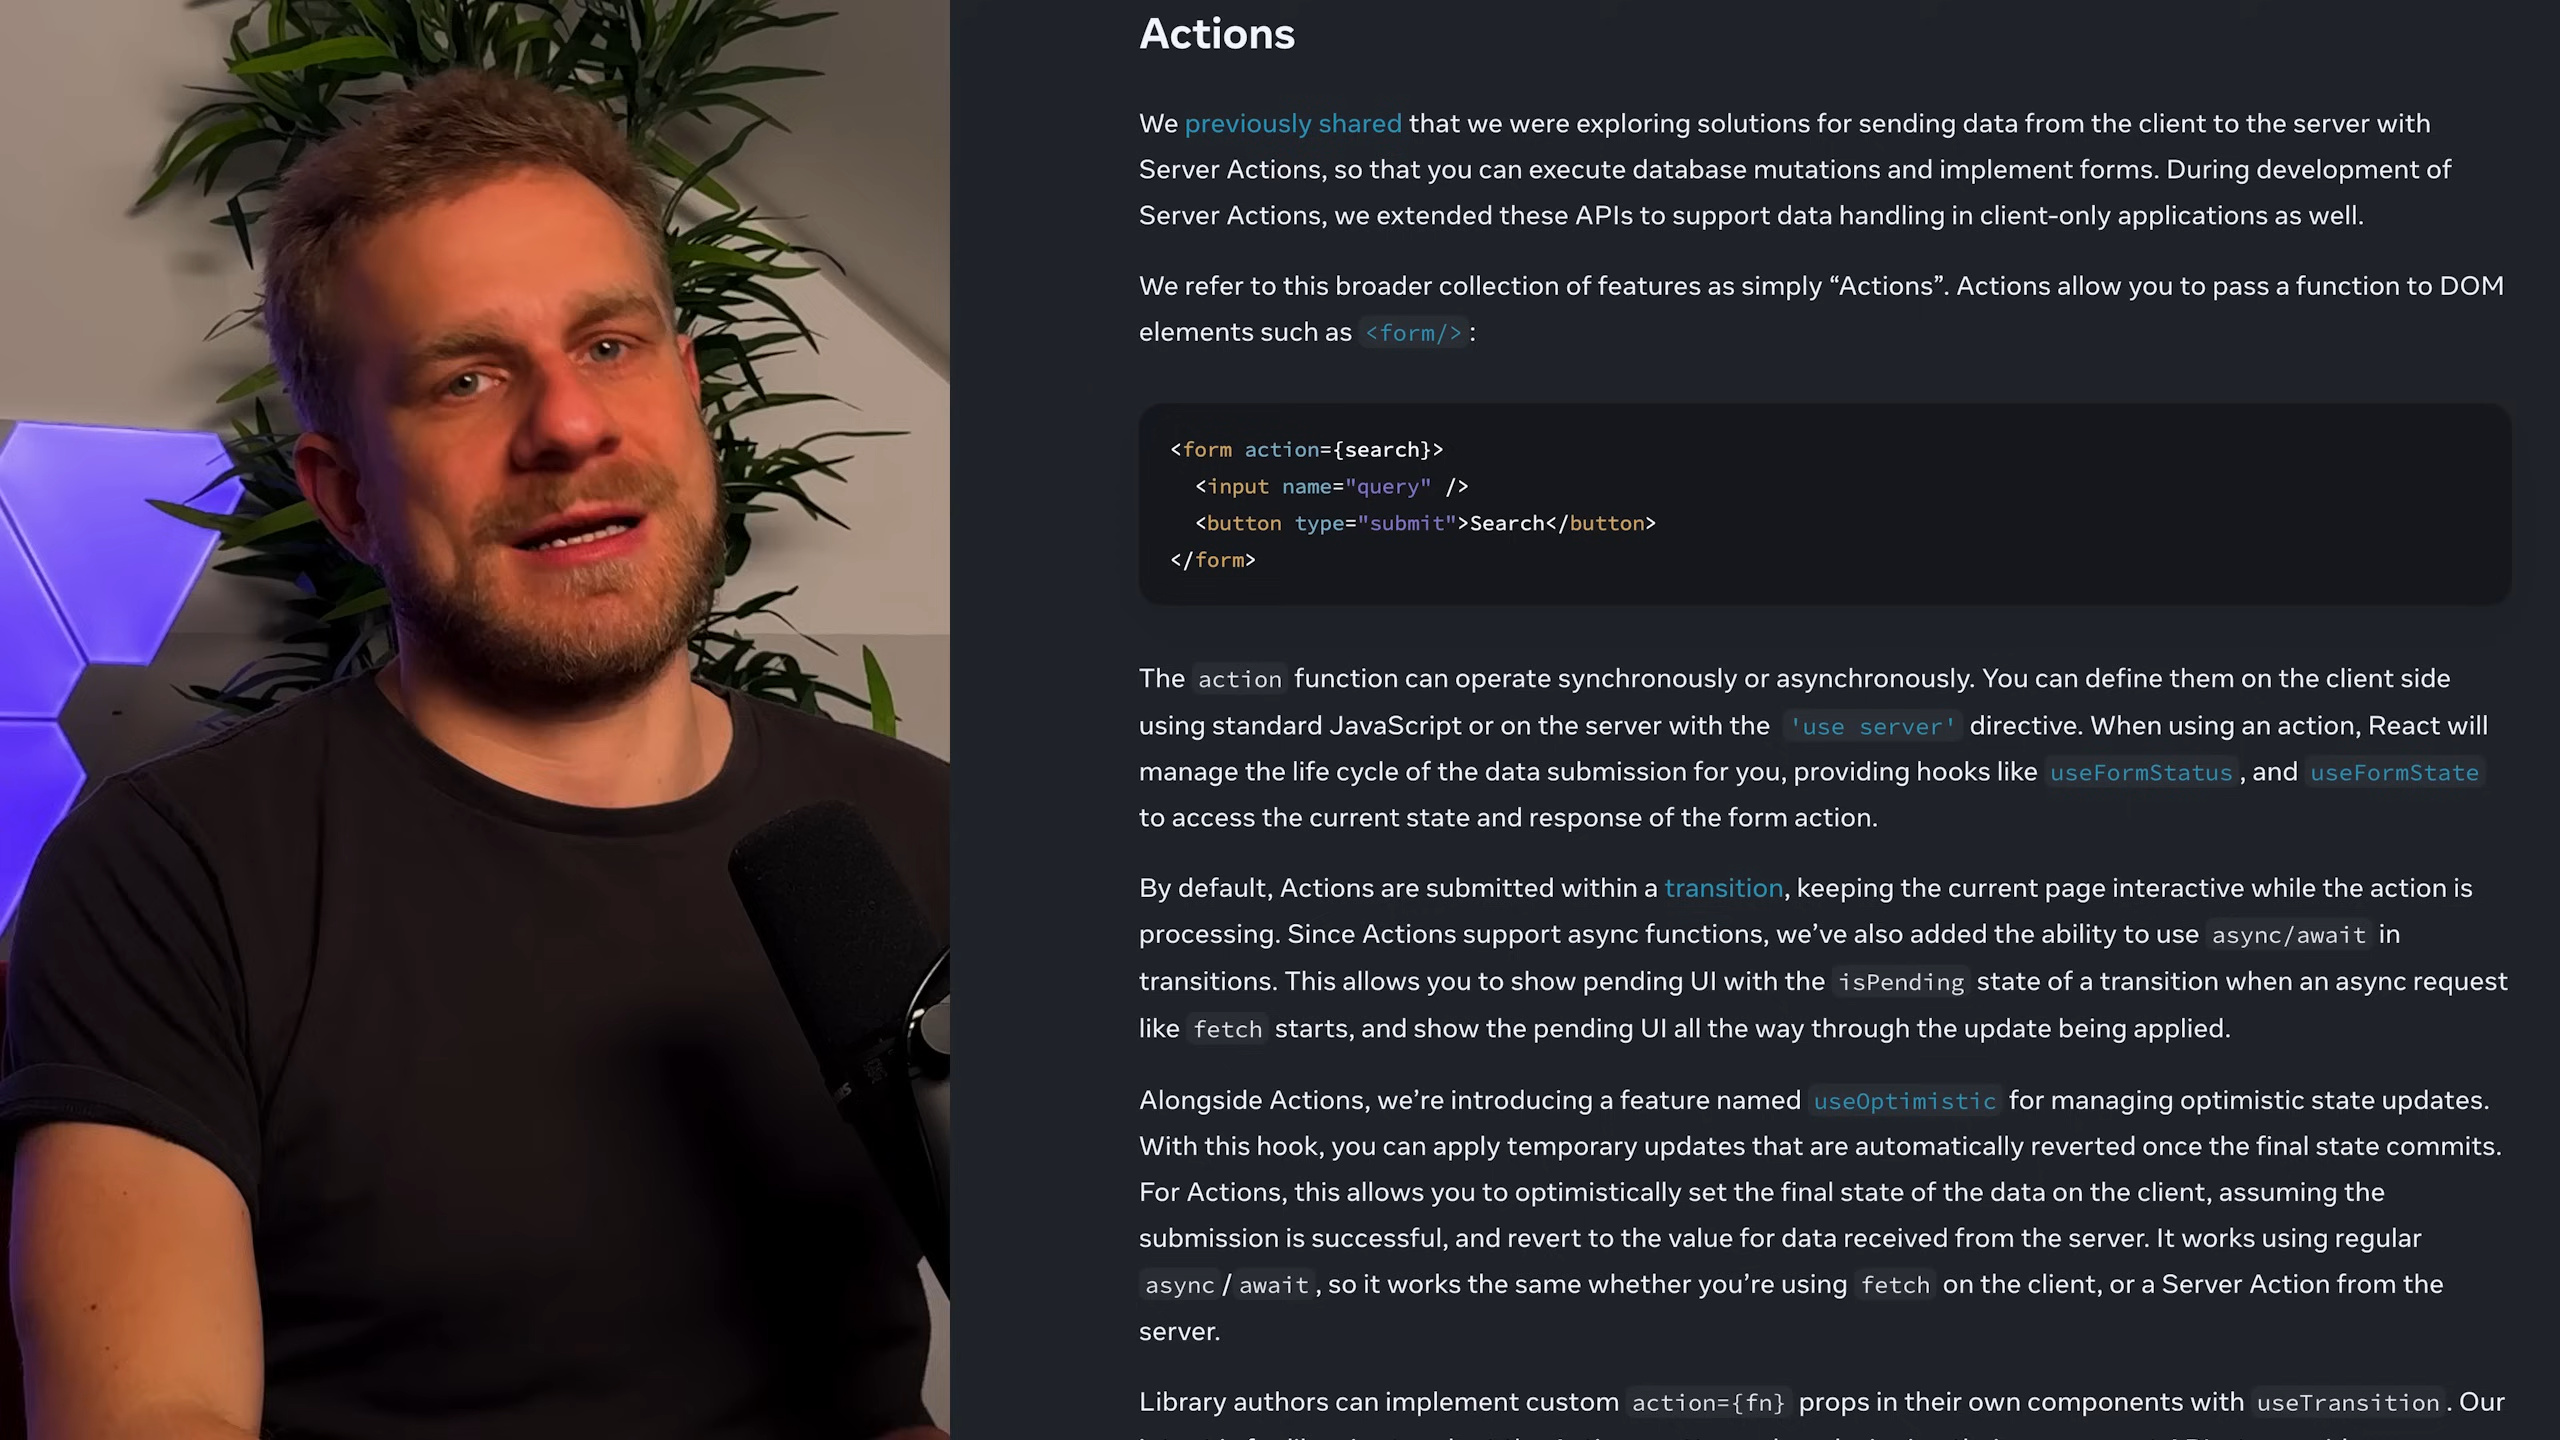 Actions
We previously shared that we were exploring solutions for sending data from the client to the server with
Server Actions, so that you can execute database mutations and implement forms. During development of
Server Actions, we extended these APIs to support data handling in client-only applications as well.
We refer to this broader collection of features as simply “Actions”. Actions allow you to pass a function to DOM
elements such as <form/>:
<form action={search}>
  <input name="query" />
  <button type="submit">Search</button>
</form>
The action function can operate synchronously or asynchronously. You can define them on the client side
using standard JavaScript or on the server with the 'use server' directive. When using an action, React will
manage the life cycle of the data submission for you, providing hooks like useFormStatus, and useFormState
to access the current state and response of the form action.
By default, Actions are submitted within a transition, keeping the current page interactive while the action is
processing. Since Actions support async functions, we’ve also added the ability to use async/await in
transitions. This allows you to show pending UI with the isPending state of a transition when an async request
like fetch starts, and show the pending UI all the way through the update being applied.
Alongside Actions, we’re introducing a feature named useOptimistic for managing optimistic state updates.
With this hook, you can apply temporary updates that are automatically reverted once the final state commits.
For Actions, this allows you to optimistically set the final state of the data on the client, assuming the
submission is successful, and revert to the value for data received from the server. It works using regular
async/await, so it works the same whether you’re using fetch on the client, or a Server Action from the
server.
Library authors can implement custom action={fn} props in their own components with useTransition. Our